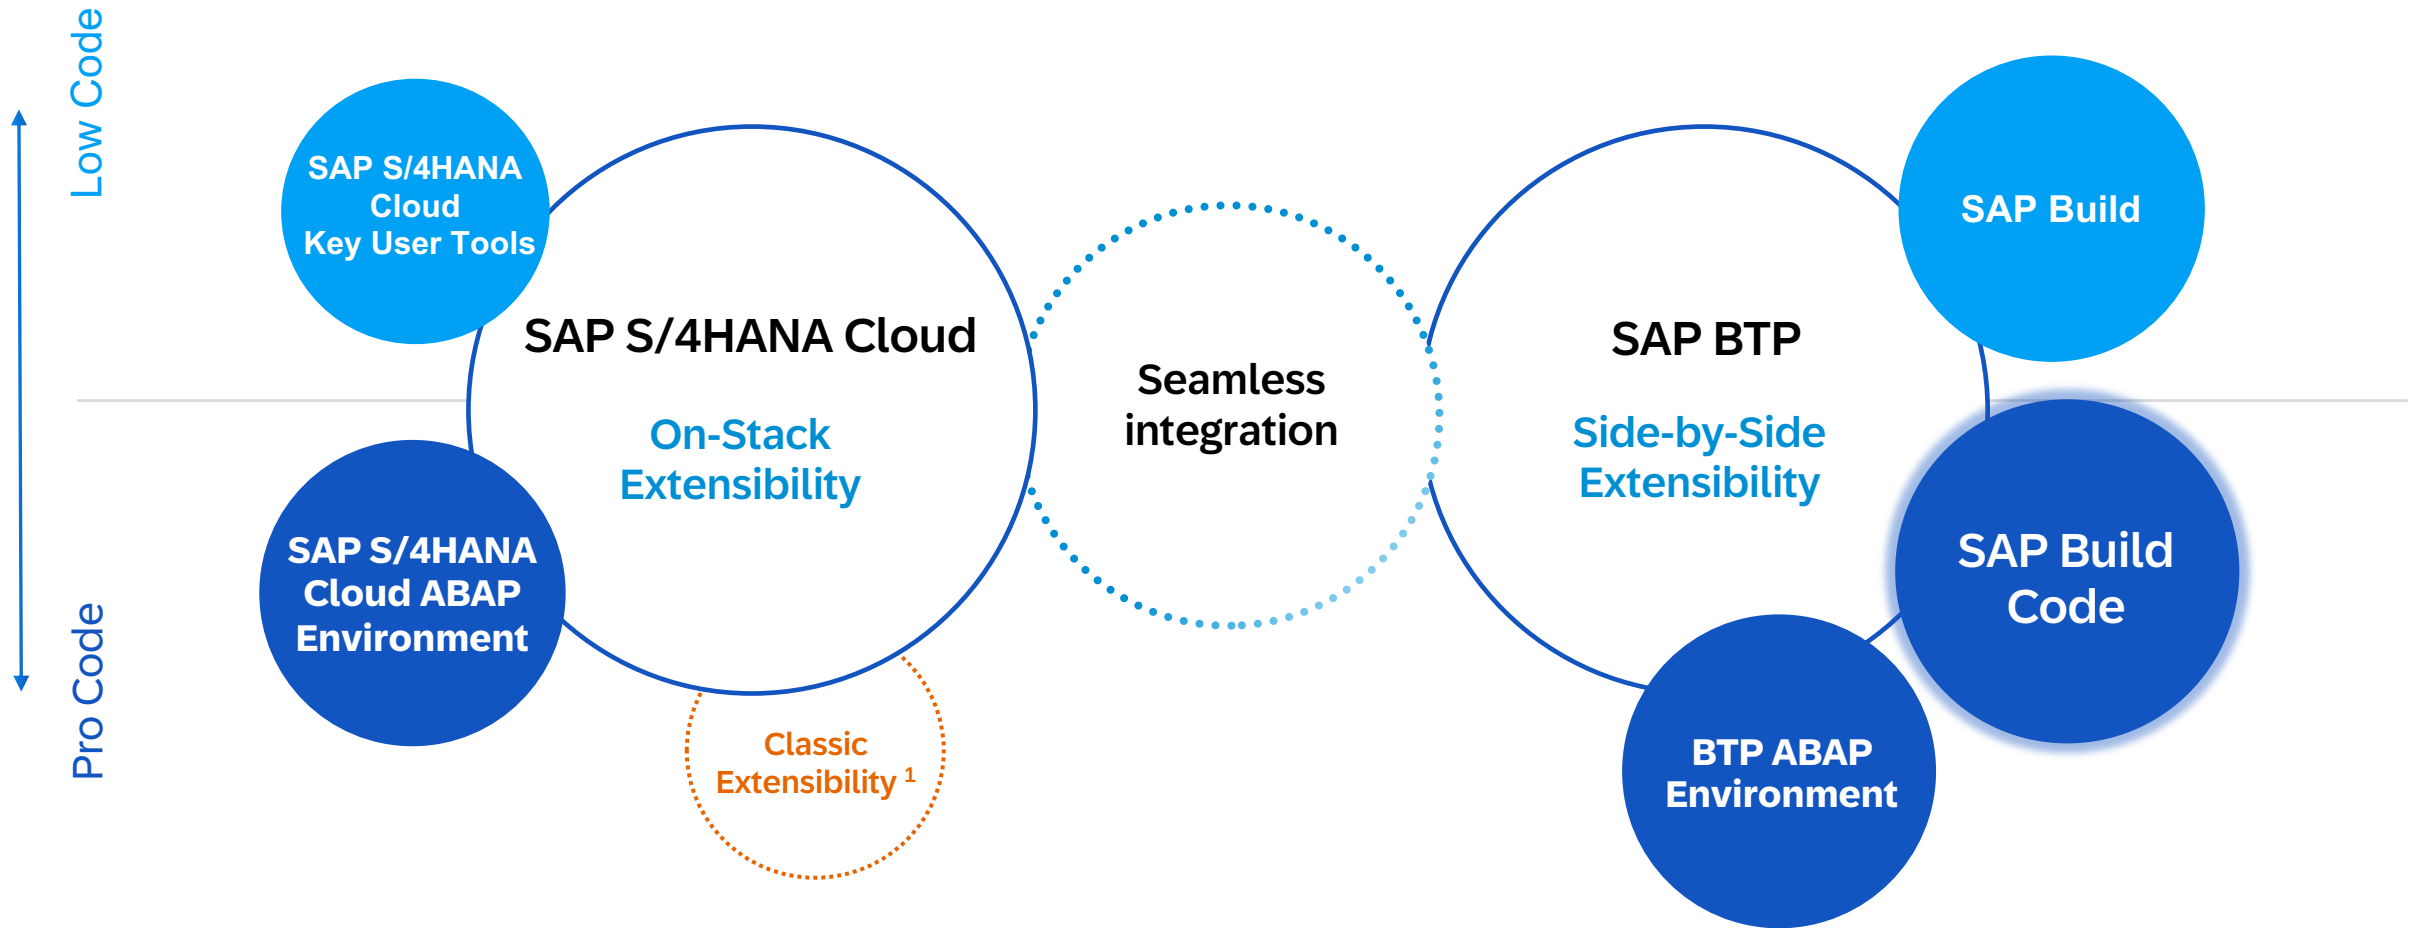 Low Code
Pro Code
SAP S/4HANA
Cloud
Key User Tools
SAP S/4HANA
Cloud ABAP
Environment
SAP S/4HANA Cloud
On-Stack
Extensibility
Classic
Extensibility ¹
Seamless
integration
SAP BTP
Side-by-Side
Extensibility
SAP Build
SAP Build
Code
BTP ABAP
Environment